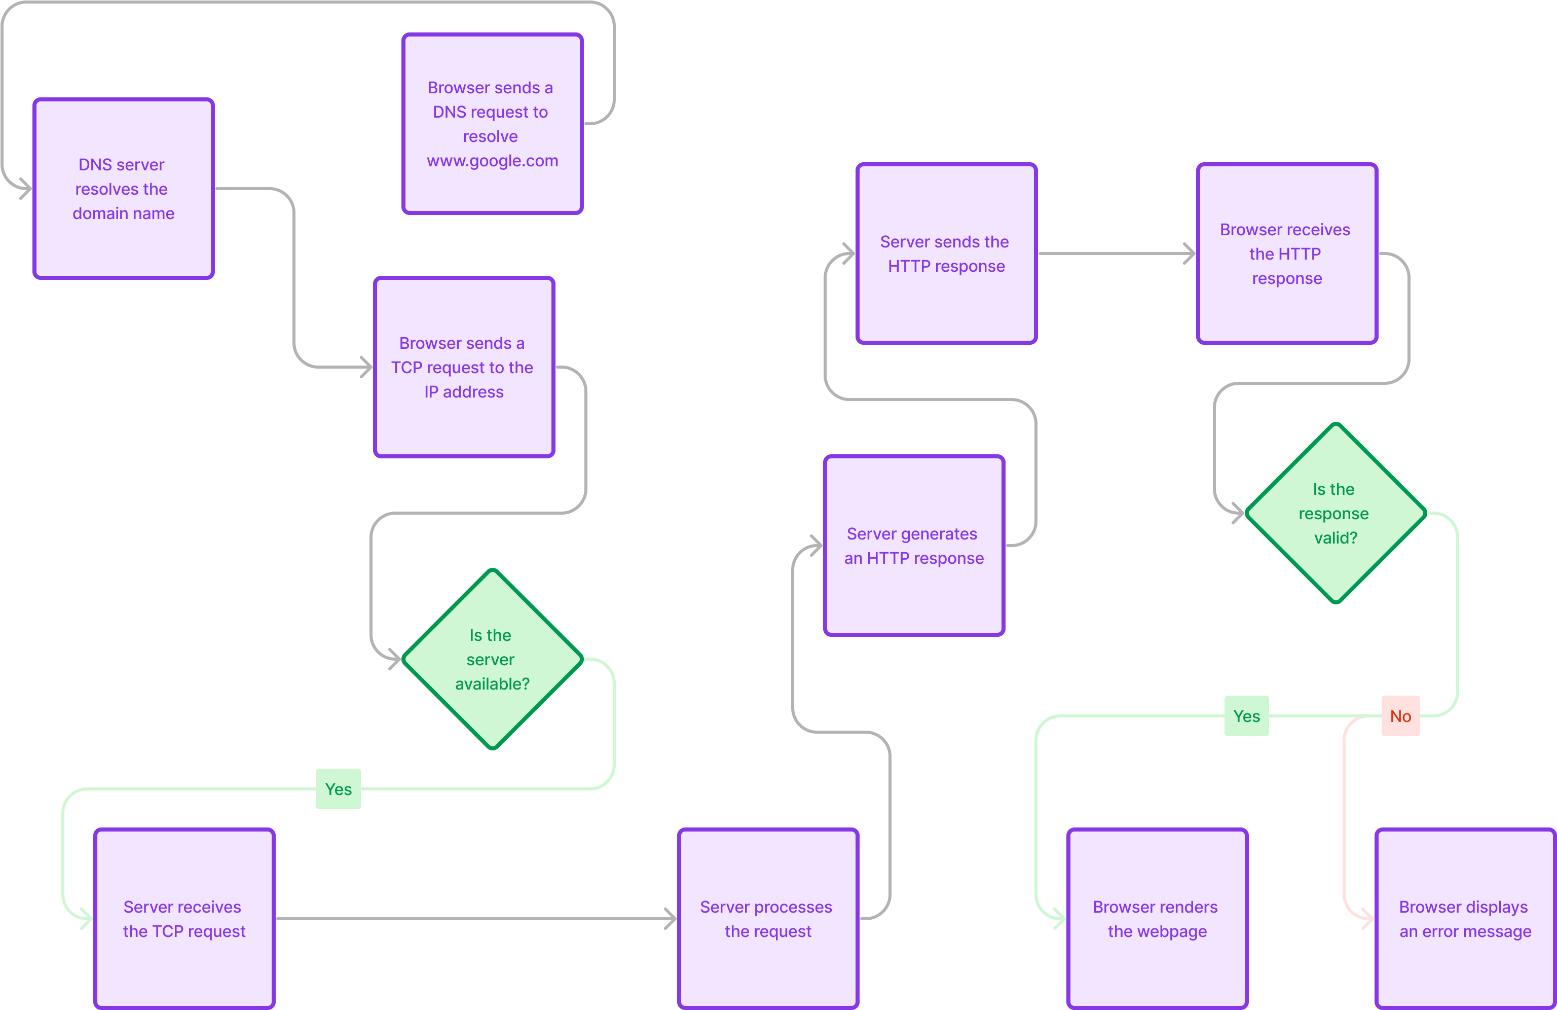 Browser sends a
DNS request to
resolve
www.google.com
DNS server
resolves the
domain name
Browser sends a
TCP request to the
IP address
Is the
server
available?
Yes
Server receives
the TCP request
Server processes
the request
Server generates
an HTTP response
Server sends the
HTTP response
Browser receives
the HTTP
response
Is the
response
valid?
Yes
No
Browser renders
the webpage
Browser displays
an error message